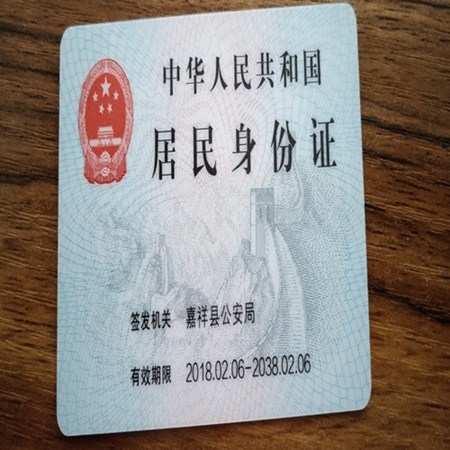 中华人民共和国
居民身份证
签发机关 嘉祥县公安局
有效期限 2018.02.06-2038.02.06